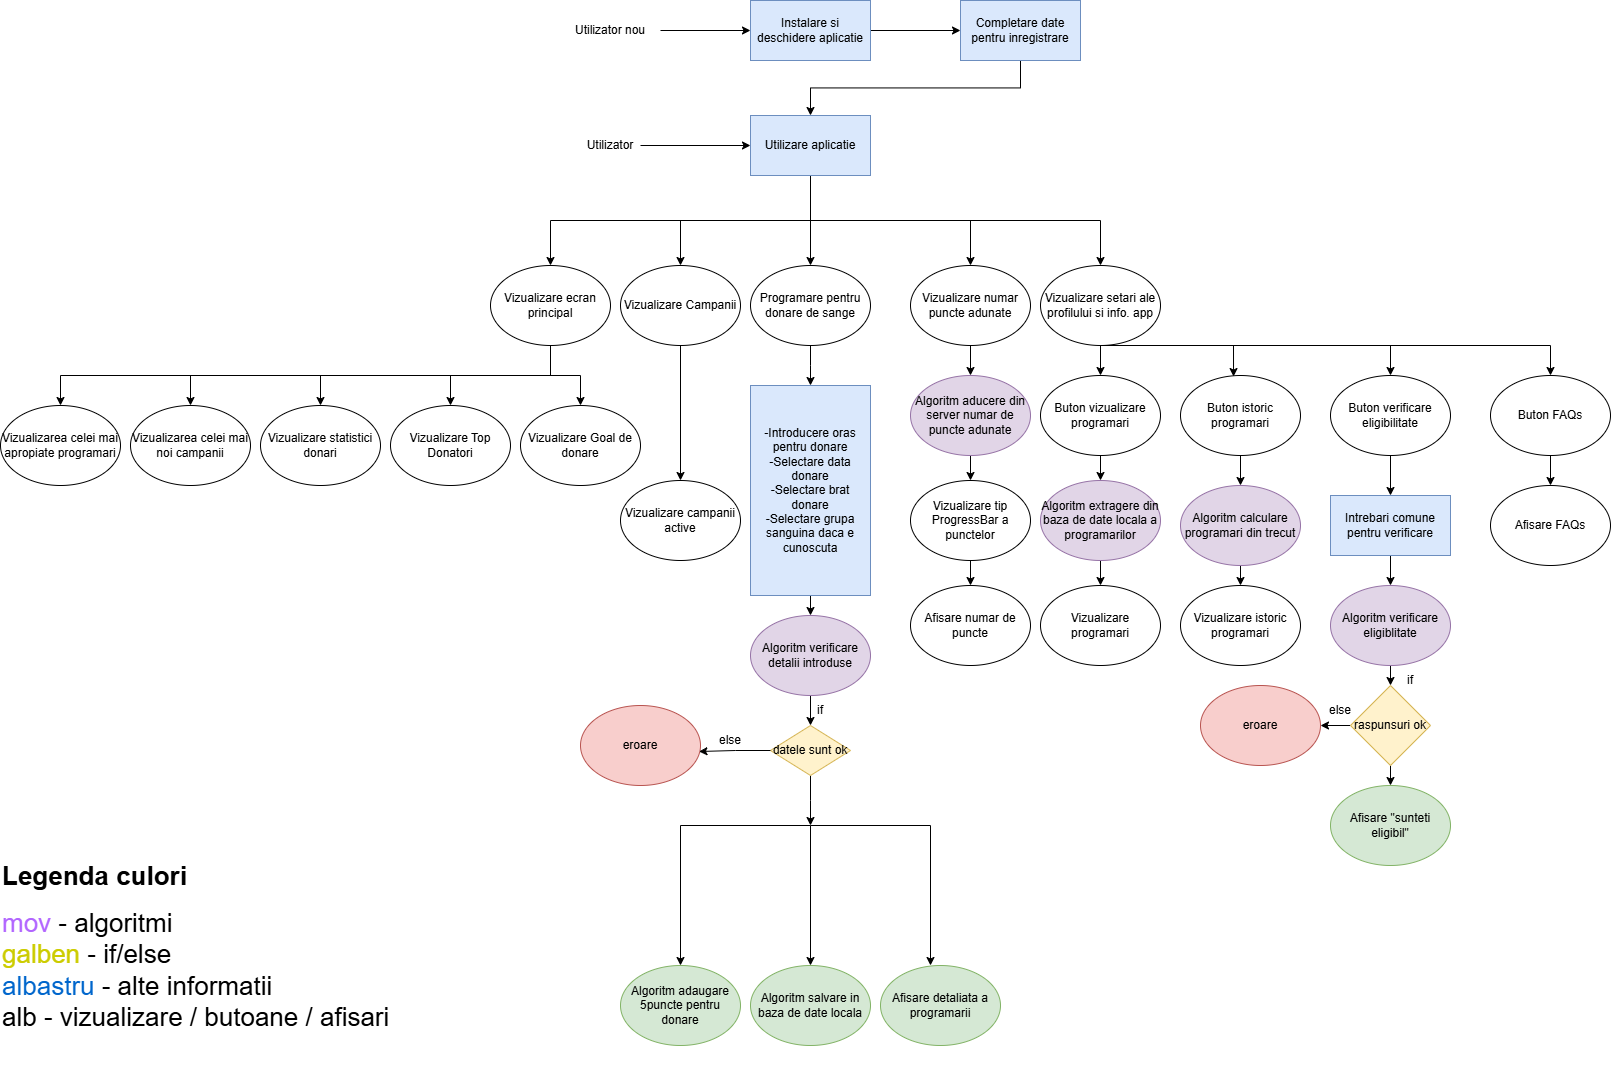 Utilizator nou
Instalare si
deschidere aplicatie
Completare date
pentru inregistrare
Utilizator
Utilizare aplicatie
Vizualizare ecran
principal
Vizualizare Campanii
Programare pentru
donare de sange
Vizualizare numar
puncte adunate
Vizualizare setari ale
profilului si info. app
Vizualizarea celei mai
apropiate programari
Vizualizarea celei mai
noi campanii
Vizualizare statistici
donari
Vizualizare Top
Donatori
Vizualizare Goal de
donare
Vizualizare campanii
active
-Introducere oras
pentru donare
-Selectare data
donare
-Selectare brat
donare
-Selectare grupa
sanguina daca e
cunoscuta
Algoritm aducere din
server numar de
puncte adunate
Buton vizualizare
programari
Buton istoric
programari
Buton verificare
eligibilitate
Buton FAQs
Vizualizare tip
ProgressBar a
punctelor
Algoritm extragere din
baza de date locala a
programarilor
Algoritm calculare
programari din trecut
Intrebari comune
pentru verificare
Afisare FAQs
Afisare numar de
puncte
Vizualizare
programari
Vizualizare istoric
programari
Algoritm verificare
eligiblitate
Algoritm verificare
detalii introduse
if
else
datele sunt ok
eroare
if
else
raspunsuri ok
eroare
Afisare "sunteti
eligibil"
Algoritm adaugare
5puncte pentru
donare
Algoritm salvare in
baza de date locala
Afisare detaliata a
programarii
Legenda culori
mov - algoritmi
galben - if/else
albastru - alte informatii
alb - vizualizare / butoane / afisari